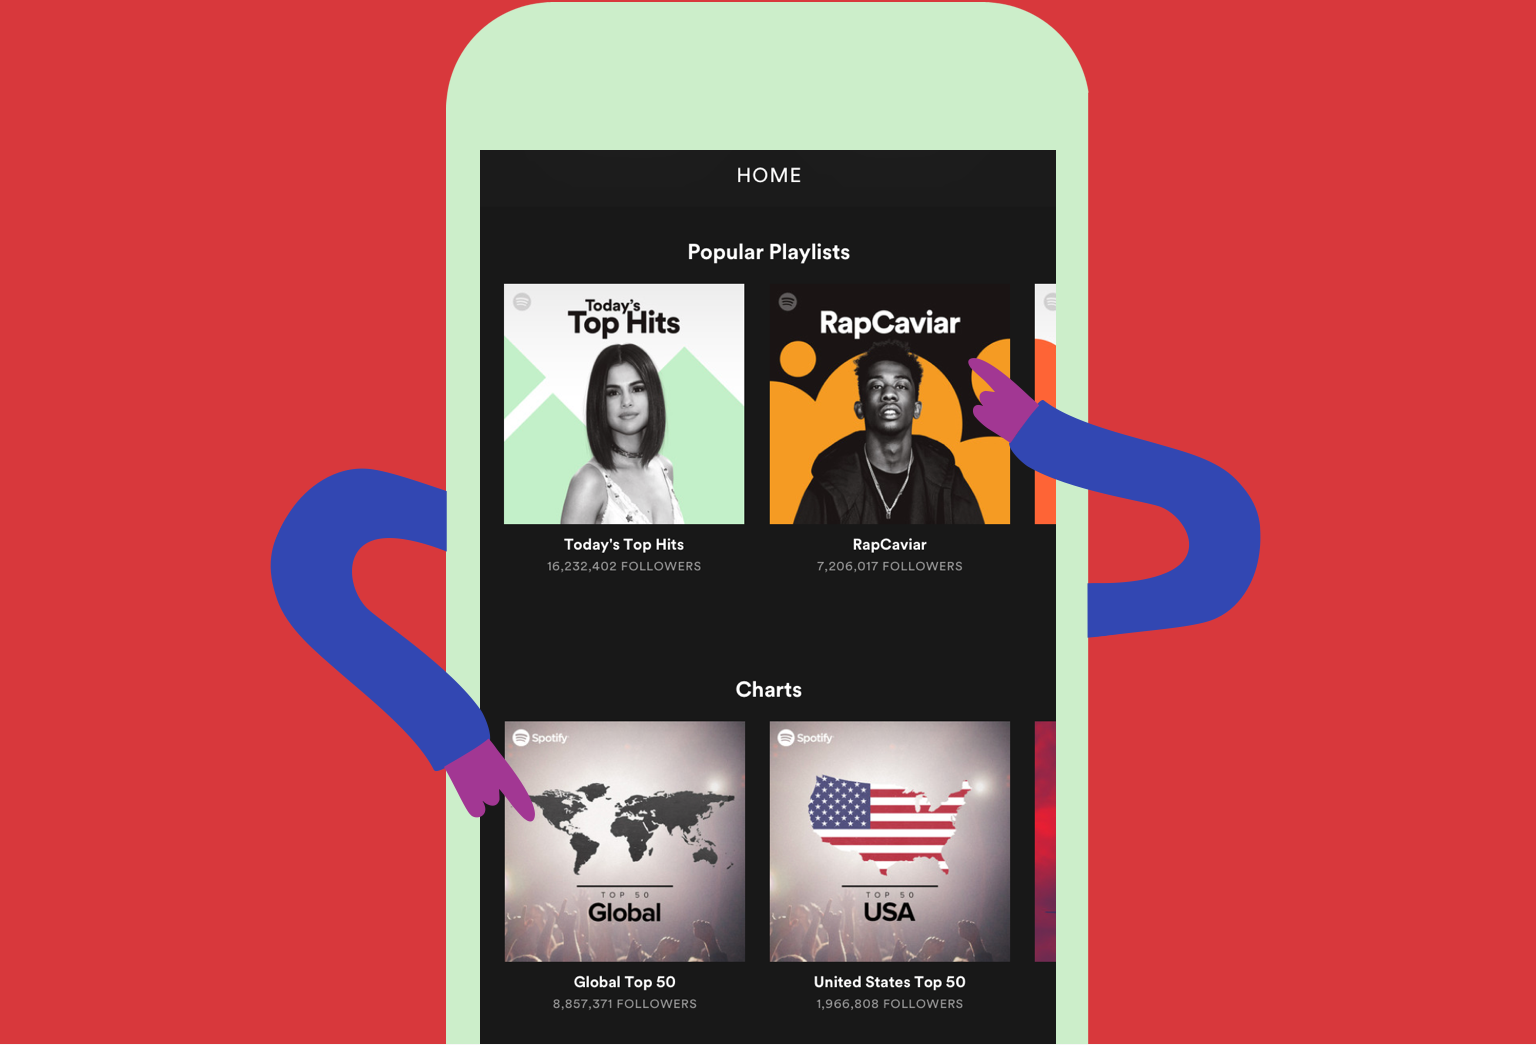 HOME
Popular Playlists
Today's
Top Hits
RapCaviar
Today's Top Hits
16,232,402 FOLLOWERS
RapCaviar
7,206,017 FOLLOWERS
Charts
Spotify
TOP 50
Global
Spotify
TOP 50
USA
Global Top 50
8,857,371 FOLLOWERS
United States Top 50
1,966,808 FOLLOWERS